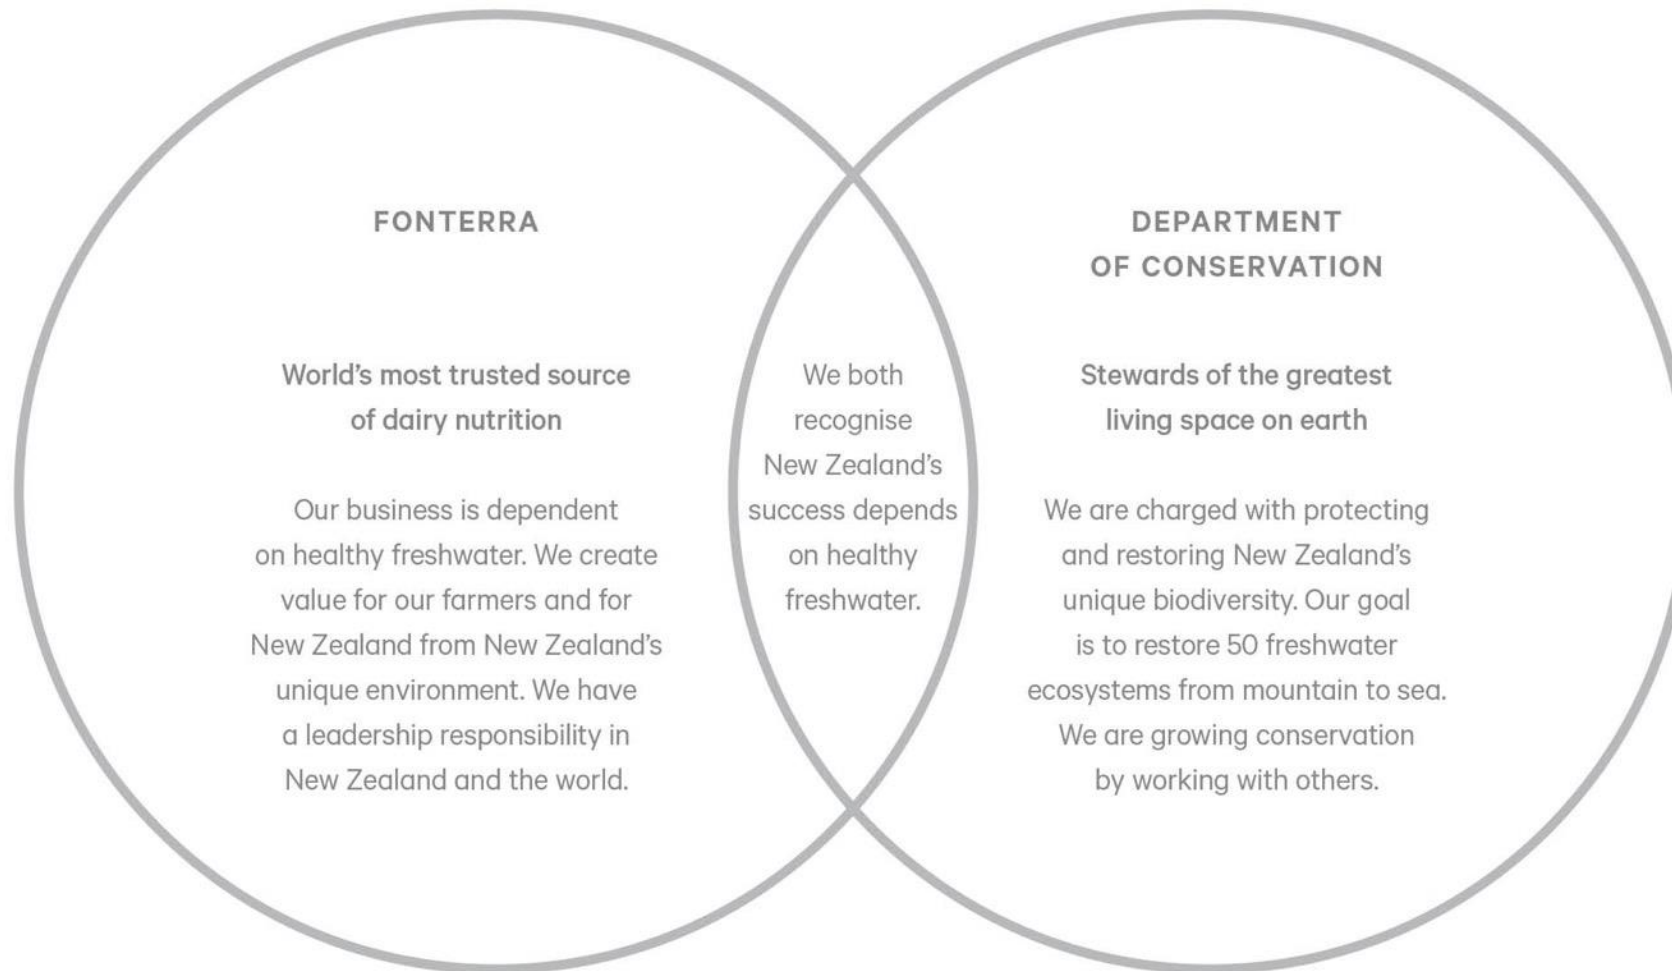 FONTERRA
World’s most trusted source
of dairy nutrition
Our business is dependent
on healthy freshwater. We create
value for our farmers and for
New Zealand from New Zealand’s
unique environment. We have
a leadership responsibility in
New Zealand and the world.
We both
recognise
New Zealand’s
success depends
on healthy
freshwater.
DEPARTMENT
OF CONSERVATION
Stewards of the greatest
living space on earth
We are charged with protecting
and restoring New Zealand’s
unique biodiversity. Our goal
is to restore 50 freshwater
ecosystems from mountain to sea.
We are growing conservation
by working with others.